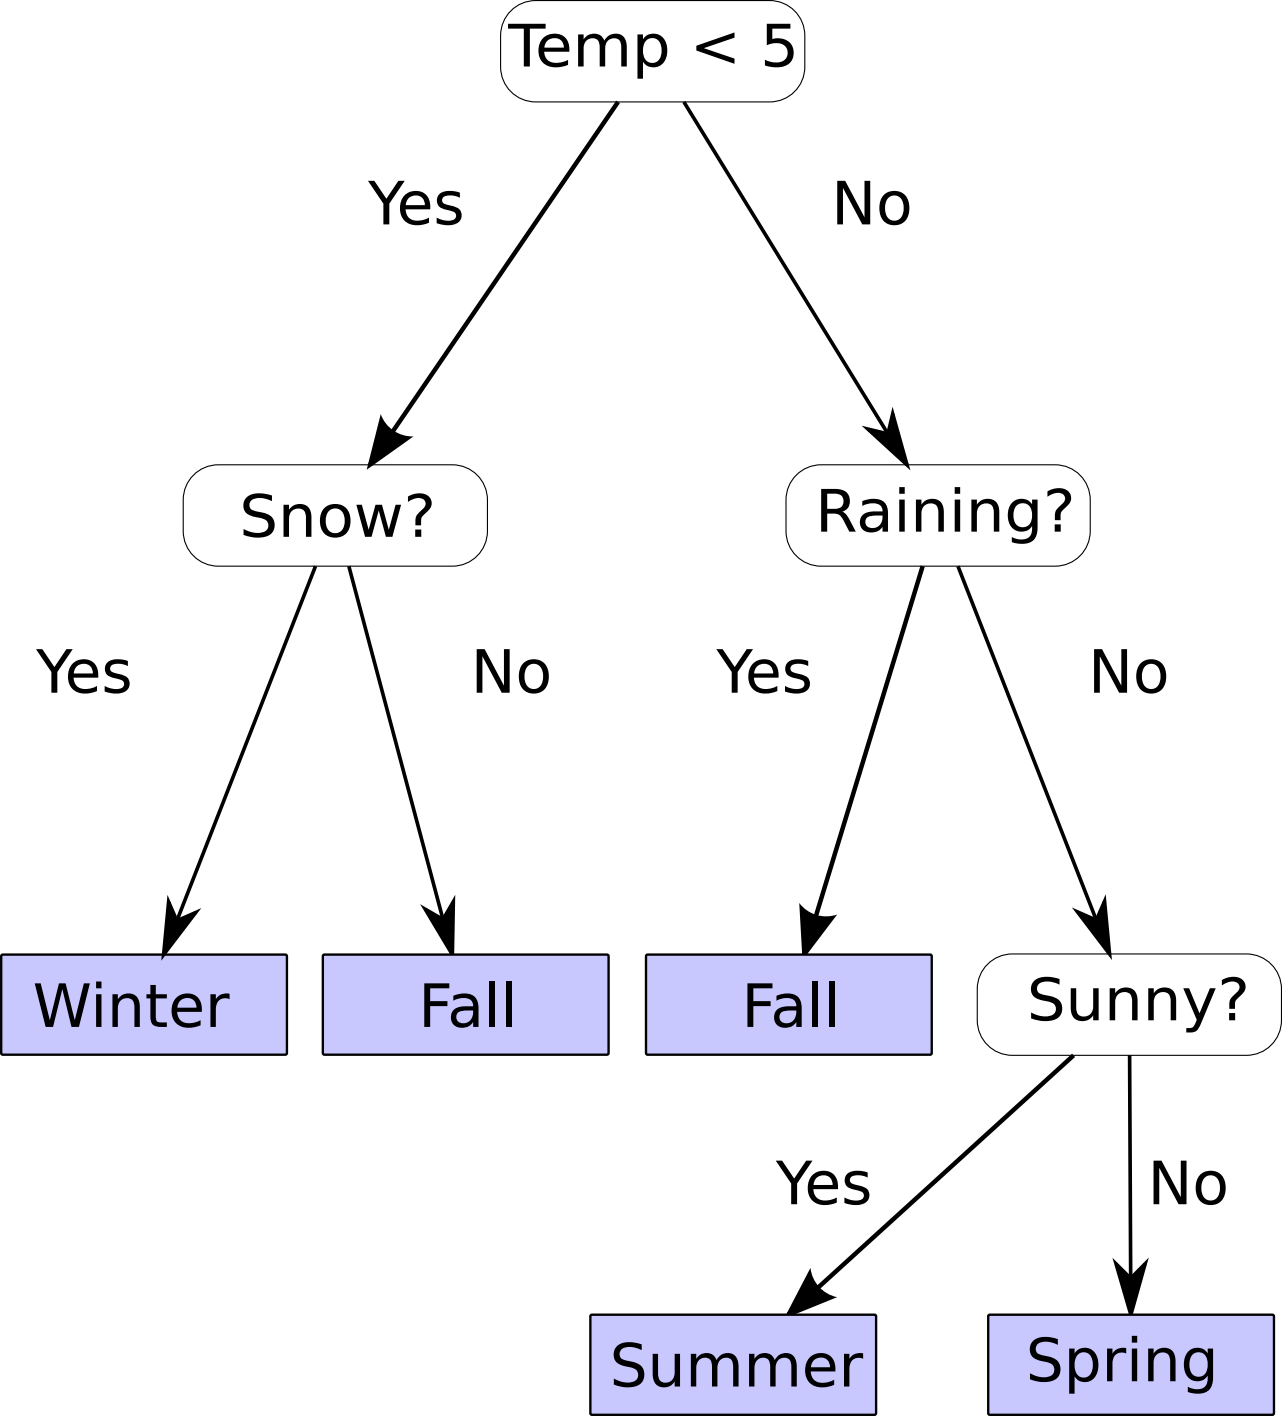 Temp < 5
Yes
No
Snow?
Raining?
Yes
No
Yes
No
Winter
Fall
Fall
Sunny?
Yes
No
Summer
Spring